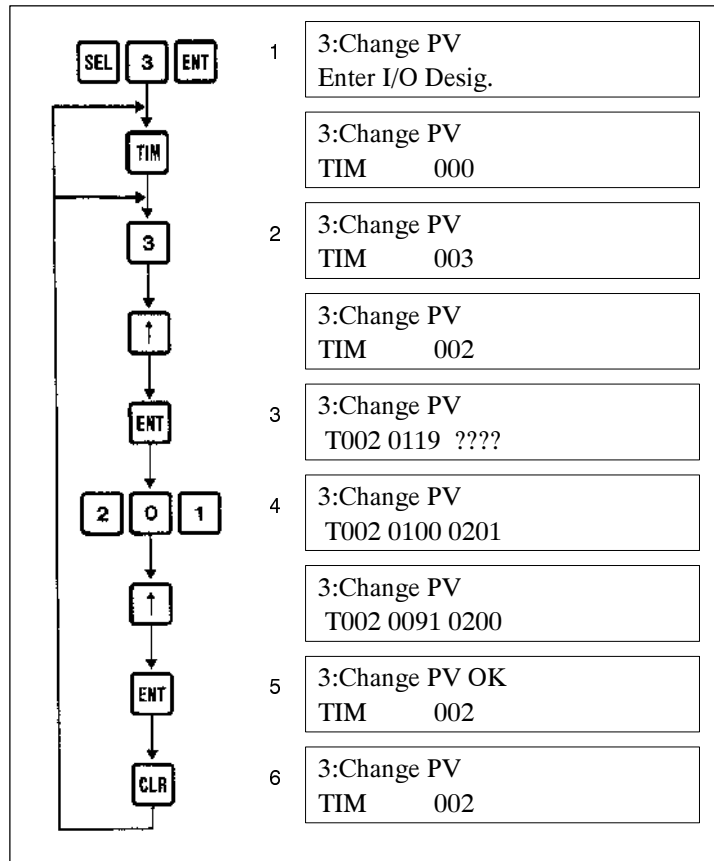 SEL 3 ENT 1 3:Change PV
Enter I/O Desig.
TIM 3:Change PV
TIM 000
3 2 3:Change PV
TIM 003
↑ 3:Change PV
TIM 002
ENT 3 3:Change PV
T002 0119 ????
2 0 1 4 3:Change PV
T002 0100 0201
↑ 3:Change PV
T002 0091 0200
ENT 5 3:Change PV OK
TIM 002
CLR 6 3:Change PV
TIM 002